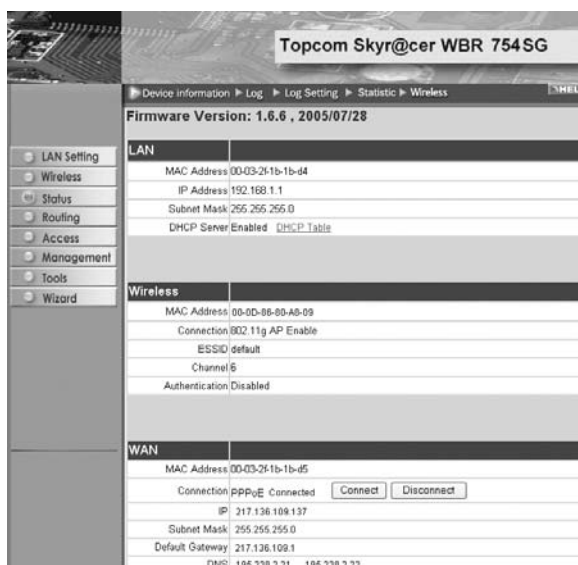 Topcom Skyr@cer WBR 754SG
Device information Log Log Setting Statistic Wireless
Firmware Version: 1.6.6 , 2005/07/28
LAN Setting
Wireless
Status
Routing
Access
Management
Tools
Wizard
LAN
MAC Address 00-03-2f-1b-1b-d4
IP Address 192.168.1.1
Subnet Mask 255.255.255.0
DHCP Server Enabled DHCP Table
Wireless
MAC Address 00-0D-86-80-A8-09
Connection 802.11g AP Enable
ESSID default
Channel 6
Authentication Disabled
WAN
MAC Address 00-03-2f-1b-1b-d5
Connection PPPoE Connected Connect Disconnect
IP 217.136.109.137
Subnet Mask 255.255.255.0
Default Gateway 217.136.109.1
DNS